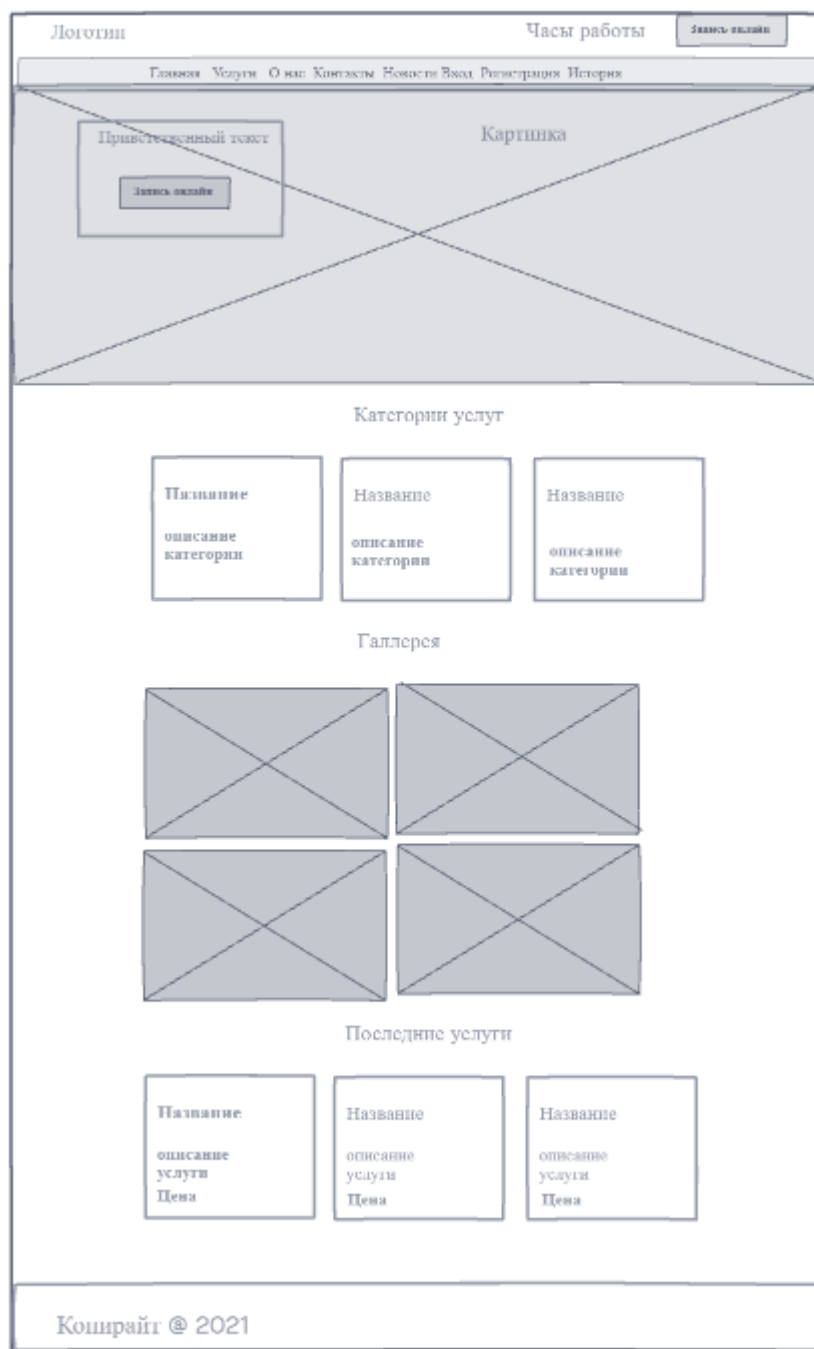 Логотип
Часы работы
Запись онлайн
Главная Услуги О нас Контакты Новости Вход Регистрация История
Приветственный текст
Картинка
Запись онлайн
Категории услуг
Название
Название
Название
описание
категории
описание
категории
описание
категории
Галлерея
Последние услуги
Название
Название
Название
описание
услуги
Цена
описание
услуги
Цена
описание
услуги
Цена
Копирайт @ 2021